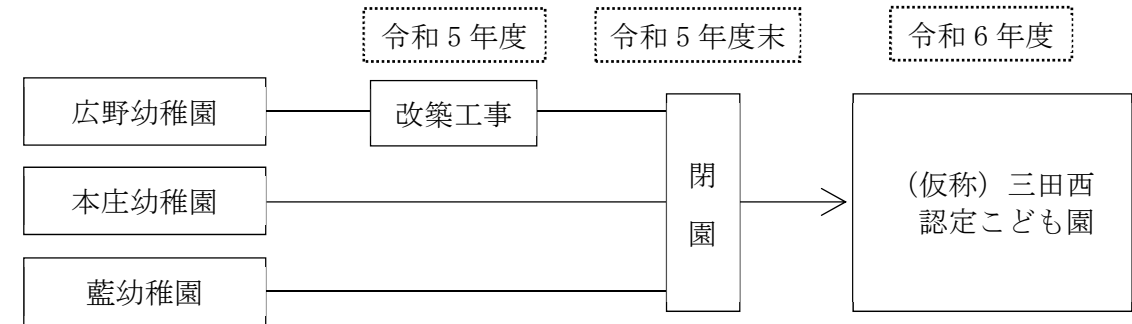 令和5年度
令和5年度末
令和6年度
広野幼稚園
改築工事
本庄幼稚園
藍幼稚園
閉園
(仮称)三田西
認定こども園